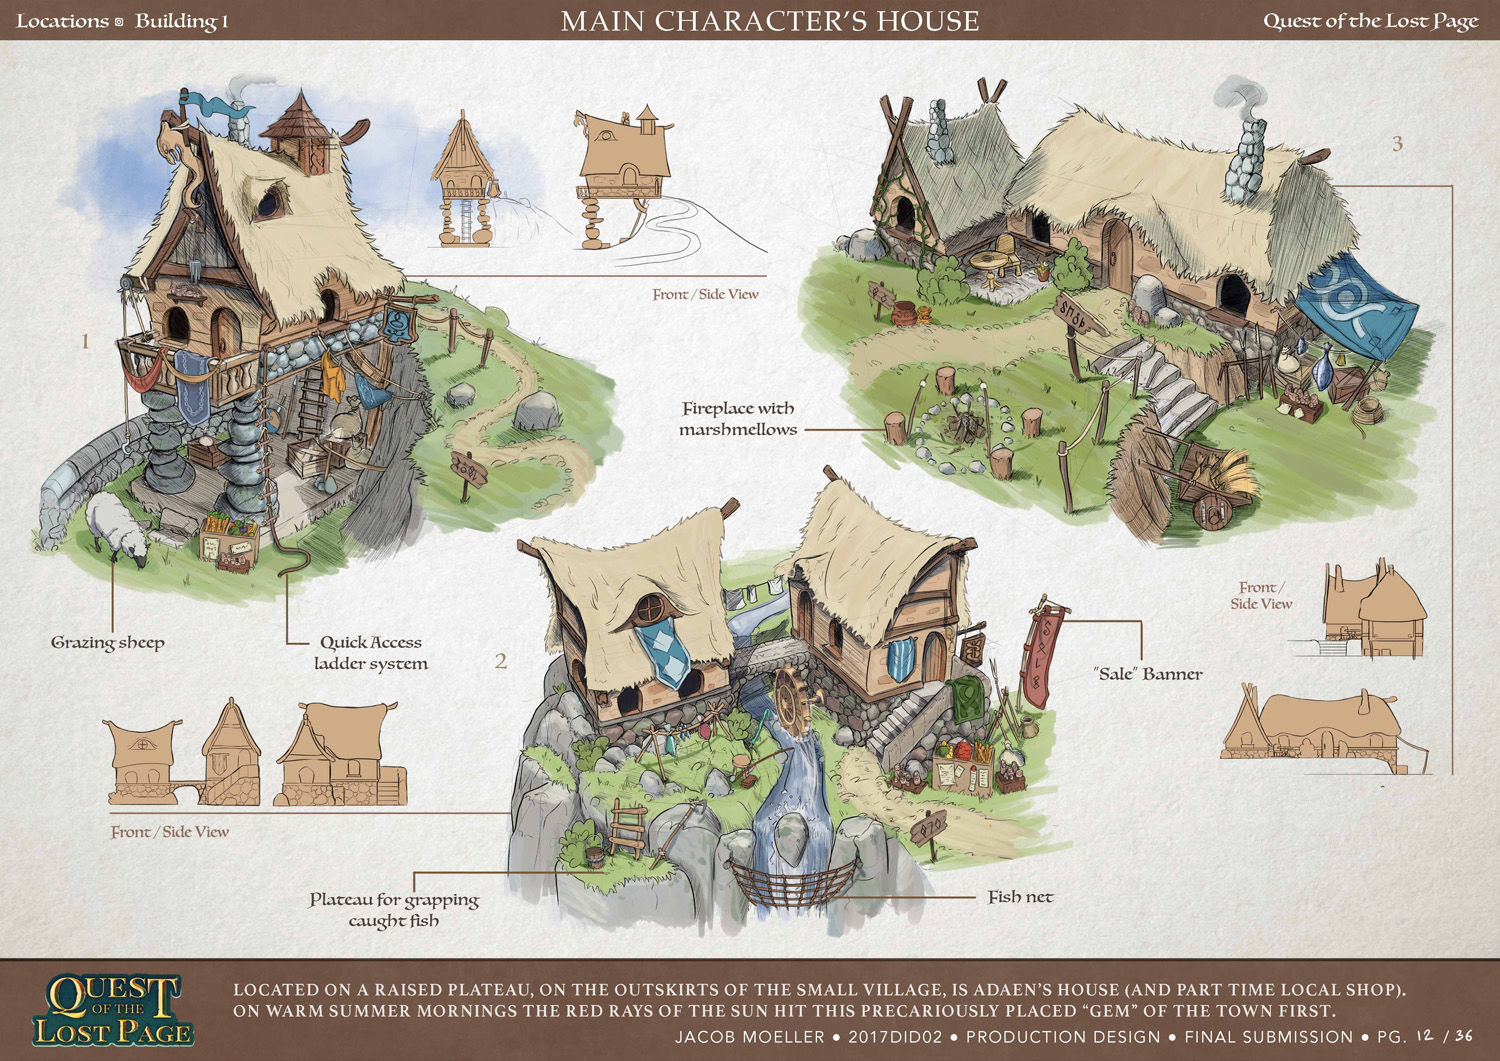 Locations Building 1
MAIN CHARACTER'S HOUSE
Quest of the Lost Page
1
Front / Side View
3
Fireplace with
marshmellows
Grazing sheep
Quick Access
ladder system
2
Front /
Side View
"Sale" Banner
Front / Side View
Plateau for grapping
caught fish
Fish net
QUEST
OF THE
LOST PAGE
LOCATED ON A RAISED PLATEAU, ON THE OUTSKIRTS OF THE SMALL VILLAGE, IS ADAEN'S HOUSE (AND PART TIME LOCAL SHOP).
ON WARM SUMMER MORNINGS THE RED RAYS OF THE SUN HIT THIS PRECARIOUSLY PLACED "GEM" OF THE TOWN FIRST.
JACOB MOELLER • 2017DID02 • PRODUCTION DESIGN • FINAL SUBMISSION • PG. 12 / 36